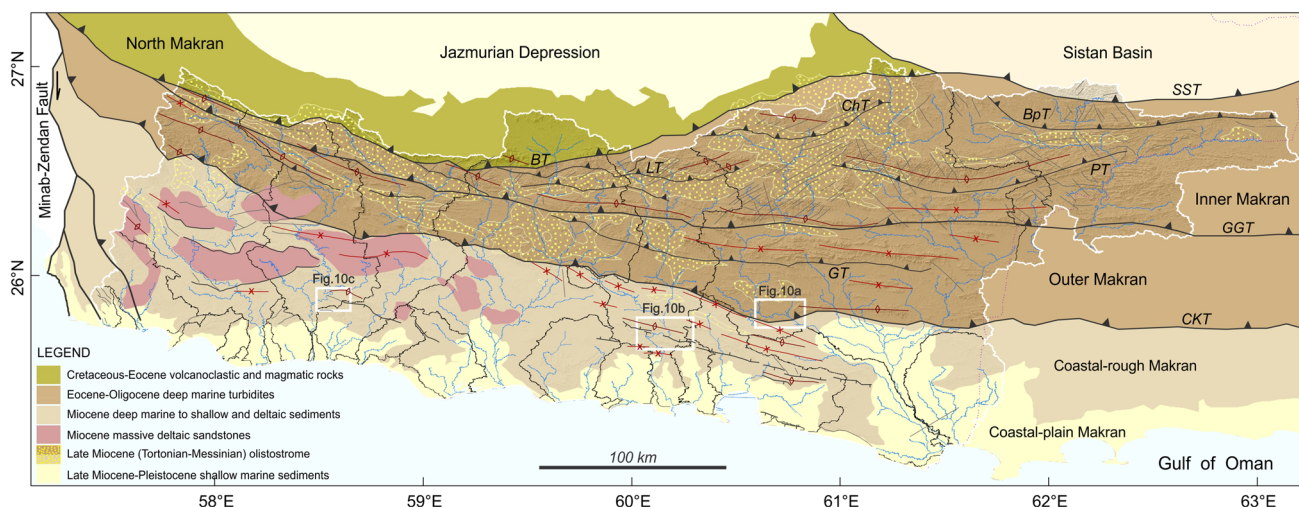 North Makran
Jazmurian Depression
Sistan Basin
27°N
26°N
Minab-Zendan Fault
SST
ChT
BpT
BT
LT
PT
Inner Makran
GGT
GT
Outer Makran
Fig.10c
Fig.10a
Fig.10b
CKT
Coastal-rough Makran
Coastal-plain Makran
Gulf of Oman
LEGEND
Cretaceous-Eocene volcanoclastic and magmatic rocks
Eocene-Oligocene deep marine turbidites
Miocene deep marine to shallow and deltaic sediments
Miocene massive deltaic sandstones
Late Miocene (Tortonian-Messinian) olistostrome
Late Miocene-Pleistocene shallow marine sediments
100 km
58°E
59°E
60°E
61°E
62°E
63°E